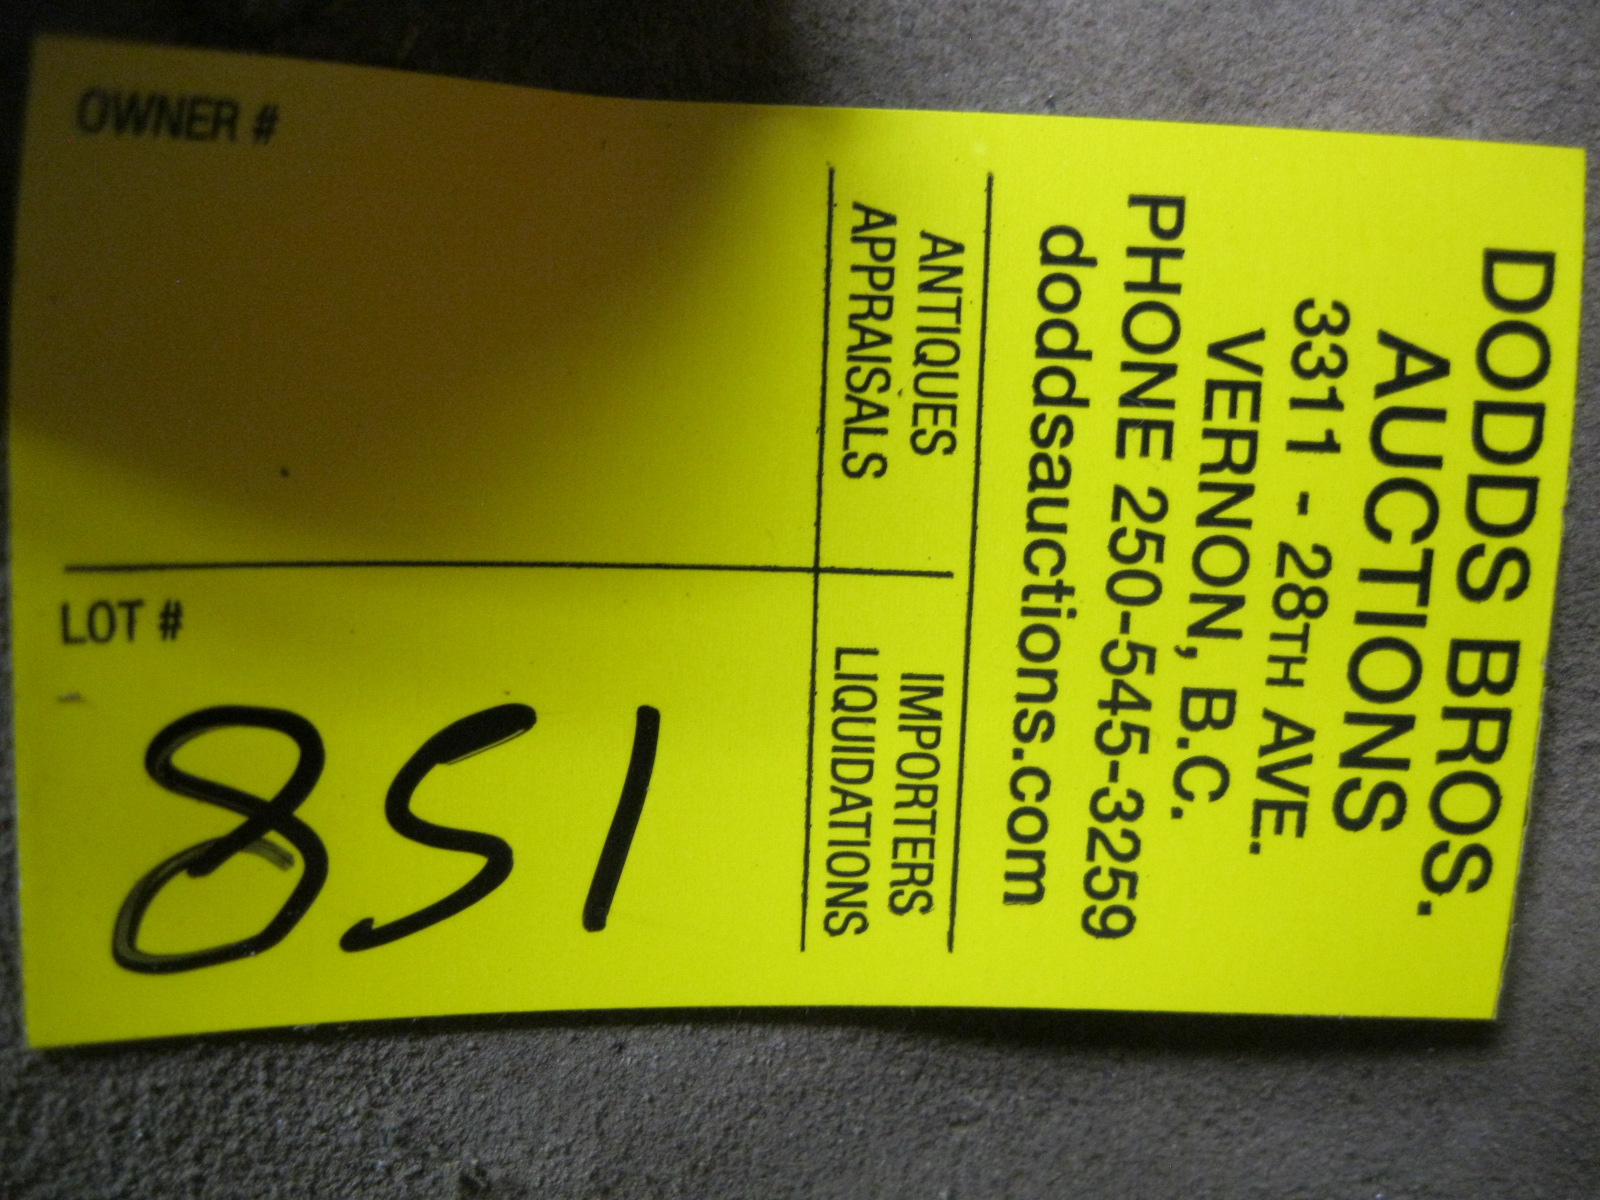 DODDS BROS.
AUCTIONS
3311 - 28TH AVE.
VERNON, B.C.
PHONE 250-545-3259
doddsauctions.com
ANTIQUES
APPRAISALS
IMPORTERS
LIQUIDATIONS
OWNER #
LOT #
851